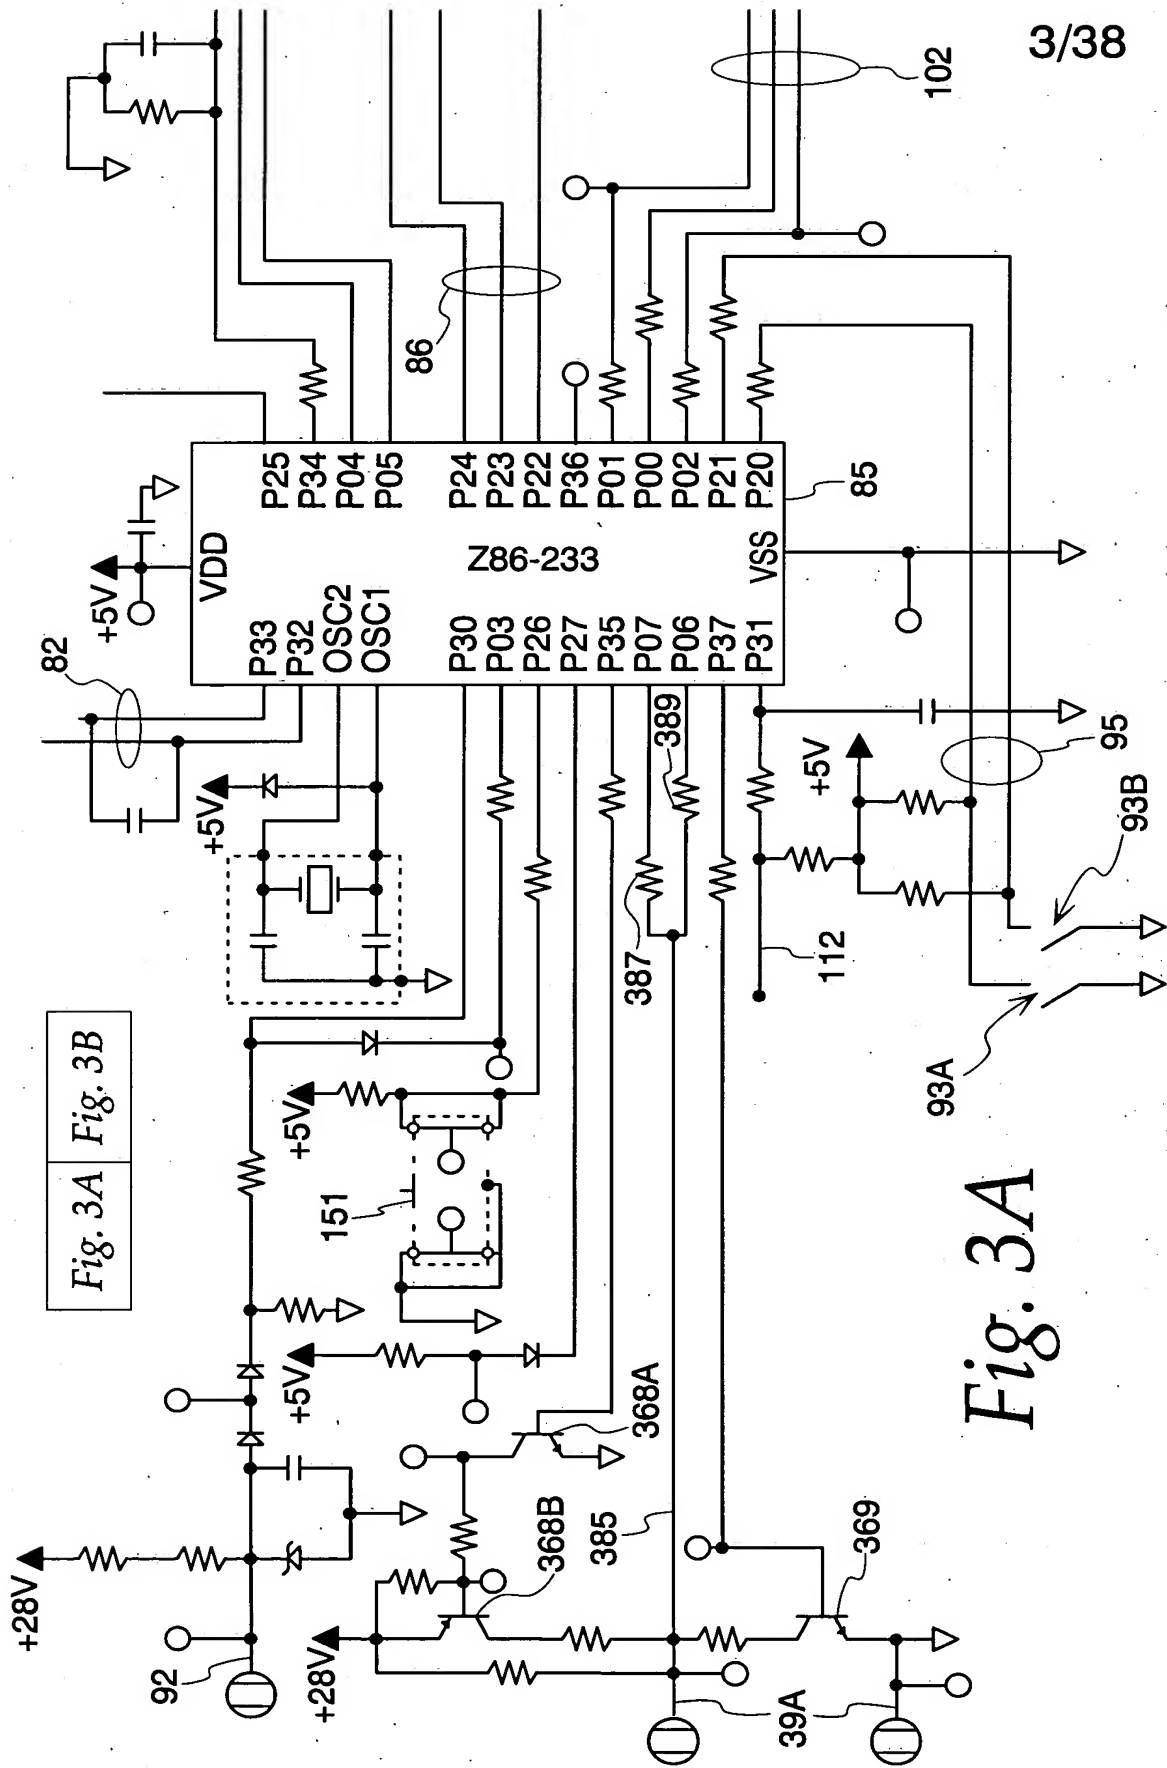 3/38
102
86
+5V
82
VDD
P33
P32
OSC2
OSC1
P30
P03
P26
P27
P35
P07
P06
P37
P31
P25
P34
P04
P05
P24
P23
P22
P36
P01
P00
P02
P21
P20
Z86-233
VSS
85
+5V
389
387
+5V
112
95
93B
93A
Fig. 3A
Fig. 3B
+5V
151
+5V
+28V
92
+28V
368A
368B
385
369
39A
Fig. 3A